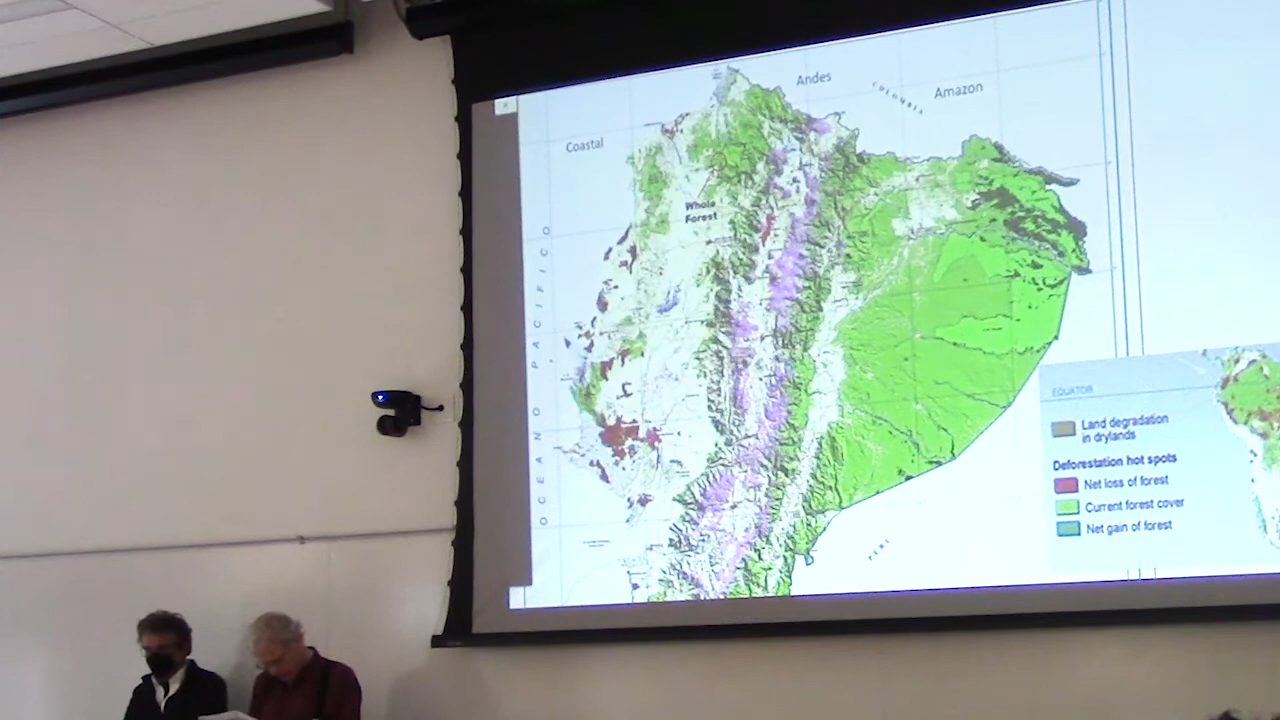 Andes
COLOMBIA
Amazon
Coastal
Whole
Forest
OCEANO PACIFICO
EQUATOR
Land degradation
in drylands
Deforestation hot spots
Net loss of forest
Current forest cover
Net gain of forest
PERU